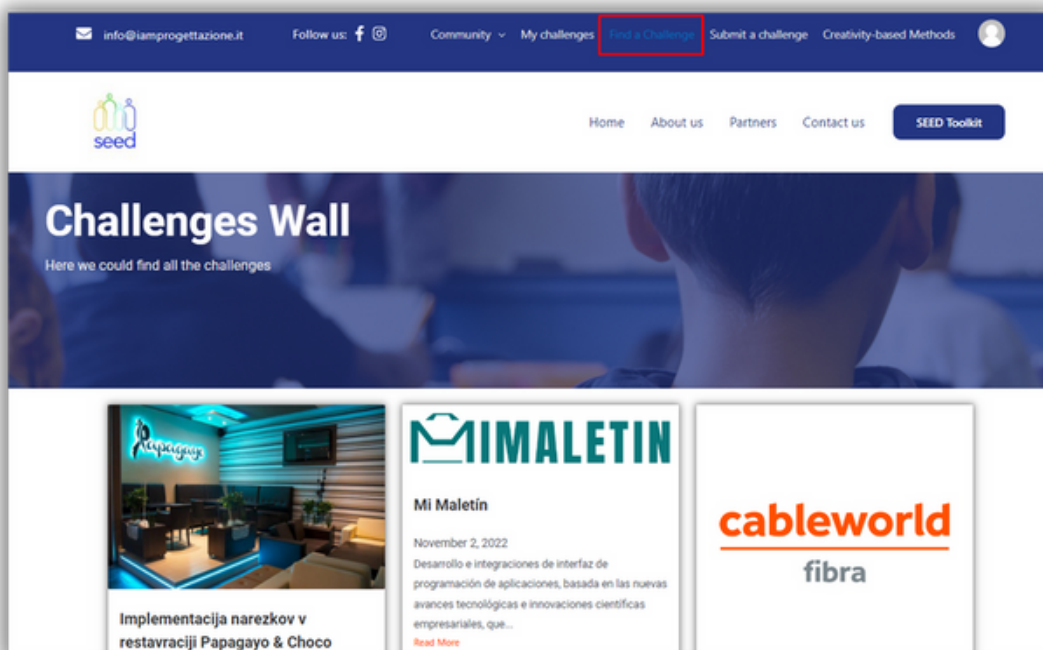 info@iamprogettazione.it Follow us: Community My challenges Find a Challenge Submit a challenge Creativity-based Methods
seed
Home About us Partners Contact us SEED Toolkit
Challenges Wall
Here we could find all the challenges
Papagayo
Implementacija narezkov v
restavraciji Papagayo & Choco
MIMALETIN
Mi Maletín
November 2, 2022
Desarrollo e integraciones de interfaz de
programación de aplicaciones, basada en las nuevas
avances tecnológicas e innovaciones científicas
empresariales, que...
Read More
cableworld
fibra